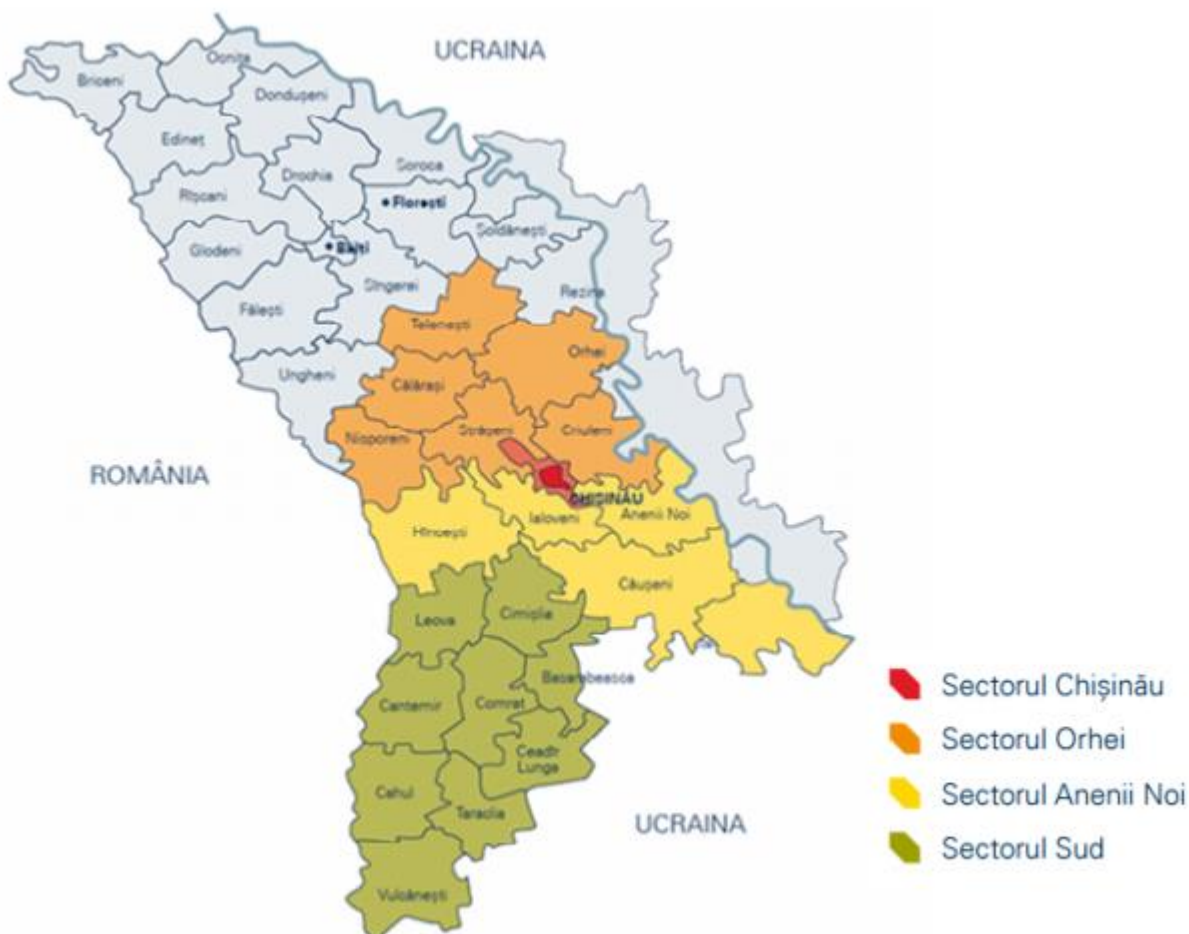 UCRAINA
Ocnița
Briceni
Dondușeni
Edineț
Soroca
Drochia
Rîșcani
Florești
Șoldănești
Glodeni
Bălți
Sîngerei
Rezina
Fălești
Telenești
Orhei
Ungheni
Călărași
Nisporeni
Strășeni
Criuleni
ROMÂNIA
CHIȘINĂU
Ialoveni
Anenii Noi
Hîncești
Căușeni
Leova
Cimișlia
Basarabeasca
Cantemir
Comrat
Ceadîr
Lunga
Cahul
Taraclia
UCRAINA
Vulcănești
Sectorul Chișinău
Sectorul Orhei
Sectorul Anenii Noi
Sectorul Sud